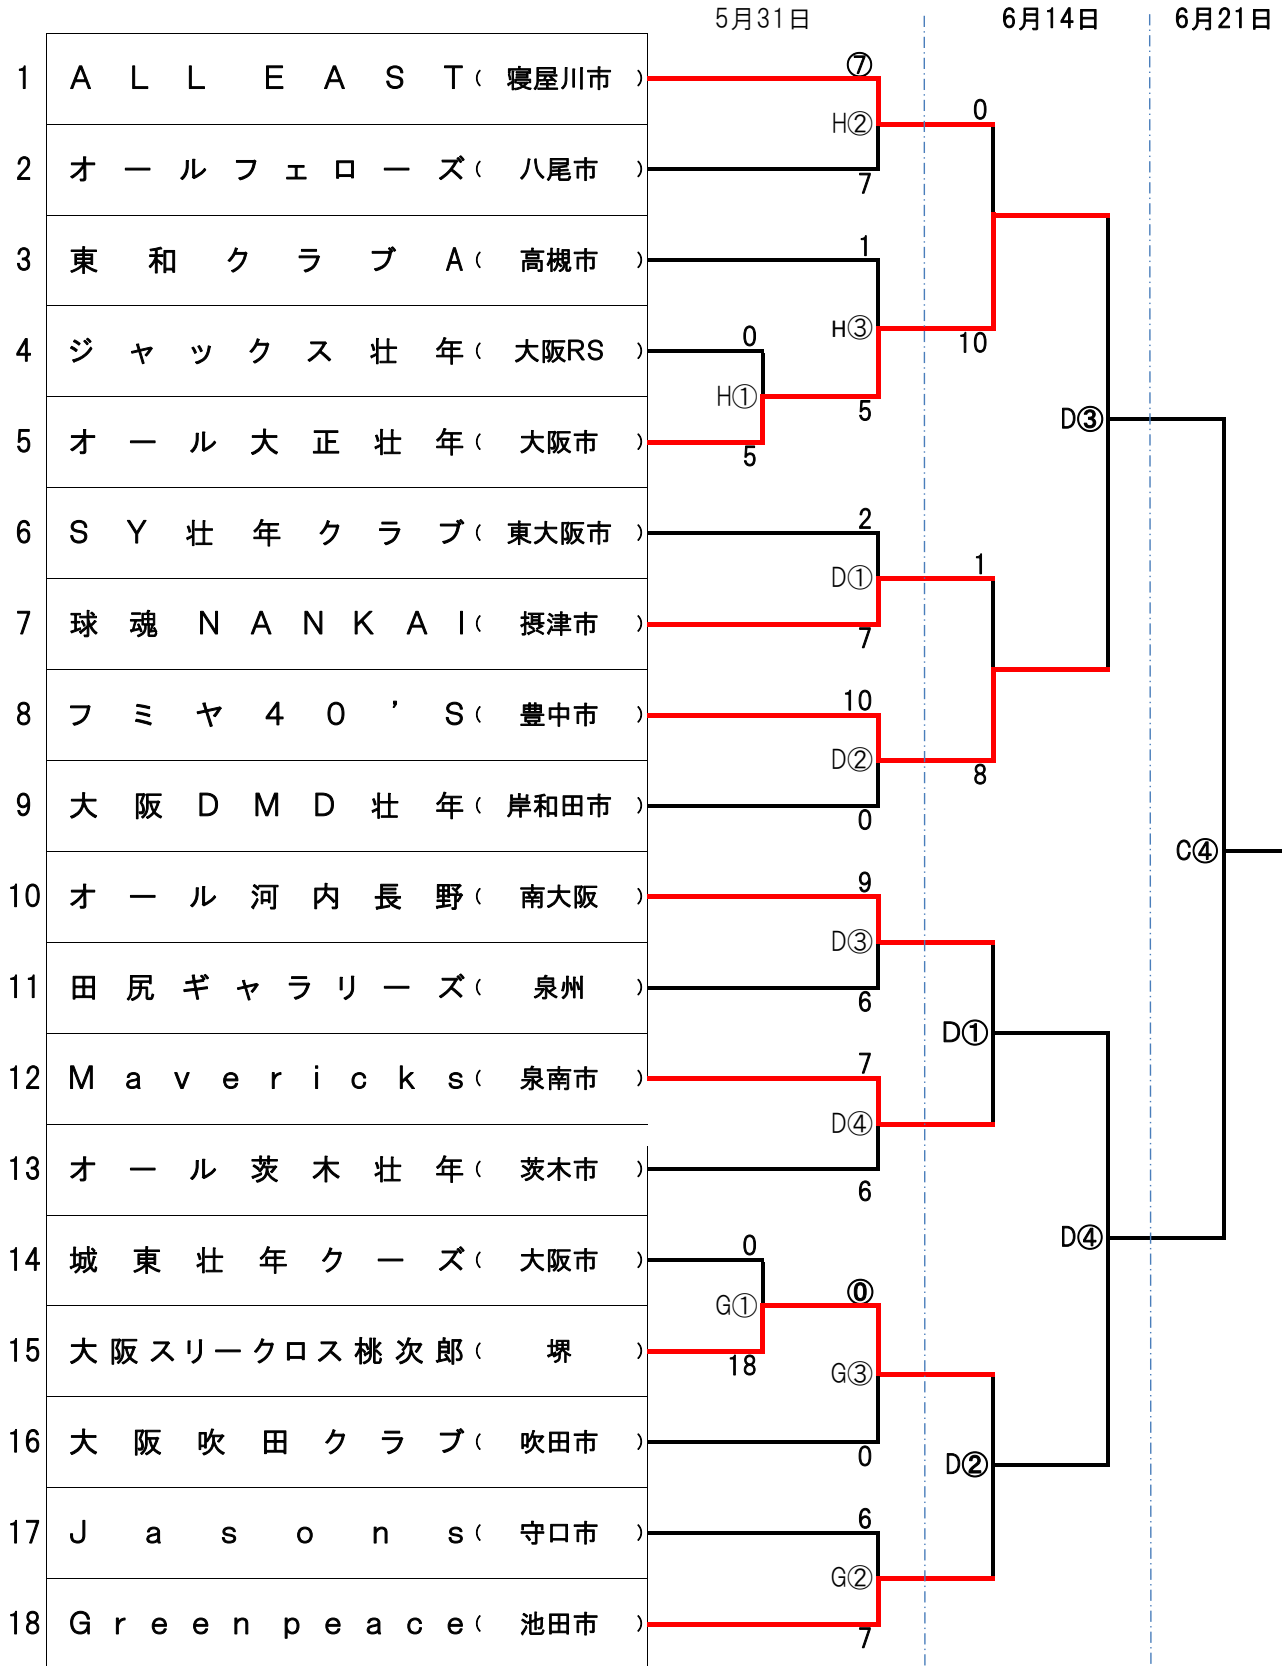 5月31日 6月14日 6月21日
⑦
1 ALL EAST( 寝屋川市 )
0
H②
2 オールフェローズ( 八尾市 )
7
1
3 東和クラブA( 高槻市 )
H③
0
10
4 ジャックス壮年( 大阪RS )
H①
5
D③
5 オール大正壮年( 大阪市 )
5
2
6 SY壮年クラブ( 東大阪市 )
1
D①
7 球魂NANKAI( 摂津市 )
7
10
8 フミヤ40'S( 豊中市 )
D②
8
9 大阪DMD壮年( 岸和田市 )
0
C④
9
10 オール河内長野( 南大阪 )
D③
11 田尻ギャラリーズ( 泉州 )
6
D①
7
12 Mavericks( 泉南市 )
D④
13 オール茨木壮年( 茨木市 )
6
D④
0
14 城東壮年クーズ( 大阪市 )
⓪
G①
15 大阪スリークロス桃次郎( 堺 )
18
G③
16 大阪吹田クラブ( 吹田市 )
0
D②
6
17 Jasons( 守口市 )
G②
18 Greenpeace( 池田市 )
7